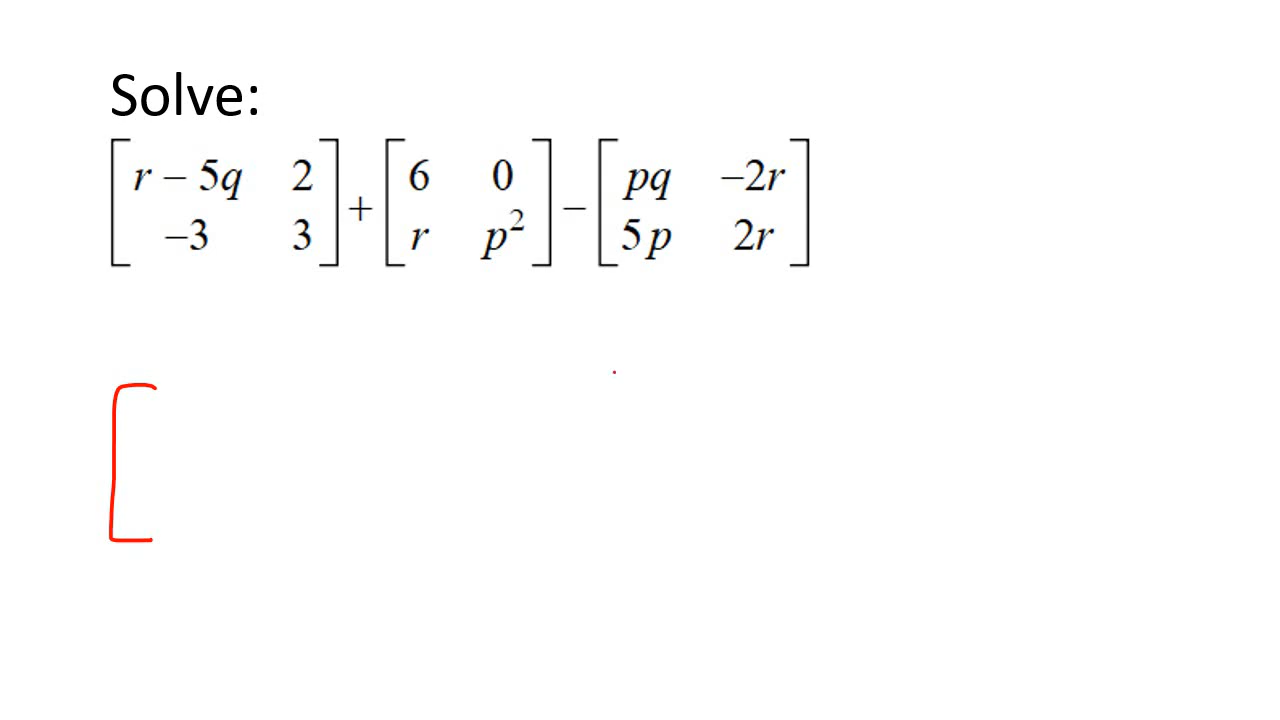 Solve:
[ r − 5q 2 ] + [ 6 0 ] − [ pq −2r ]
[ −3 3 ] [ r p² ] [ 5p 2r ]
[